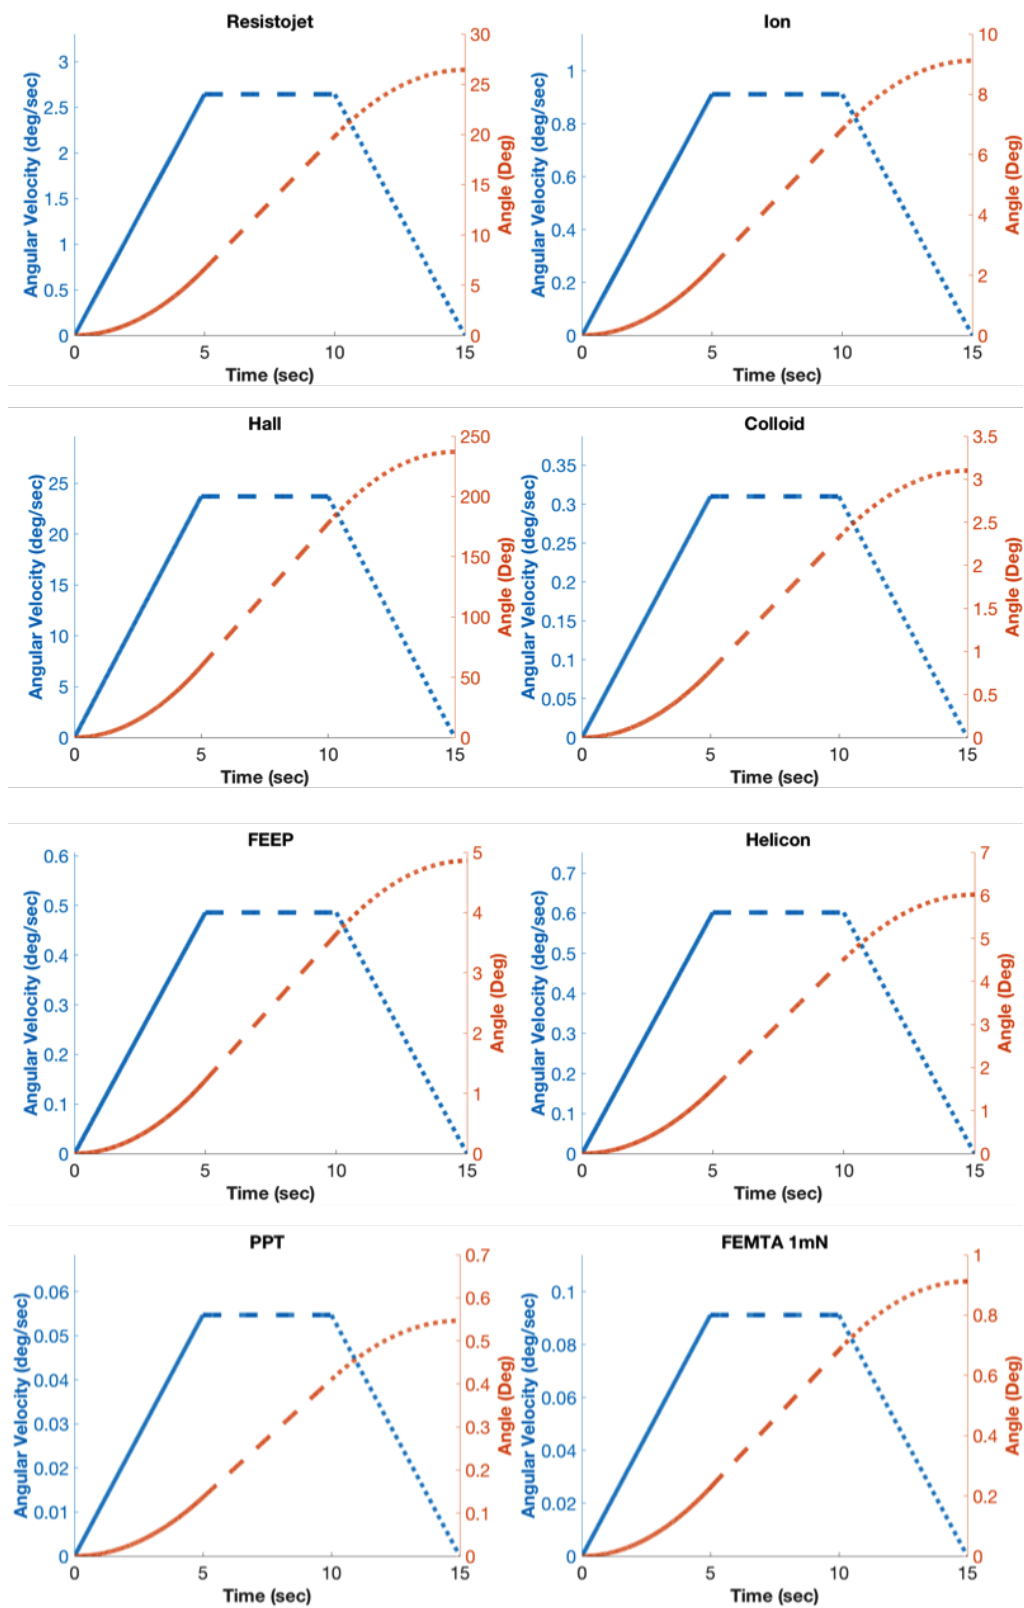 Resistojet
Angular Velocity (deg/sec)
3
2.5
2
1.5
1
0.5
0
30
25
20
15
10
5
0
Angle (Deg)
0 5 10 15
Time (sec)
Ion
Angular Velocity (deg/sec)
1
0.8
0.6
0.4
0.2
0
10
8
6
4
2
0
Angle (Deg)
0 5 10 15
Time (sec)
Hall
Angular Velocity (deg/sec)
25
20
15
10
5
0
250
200
150
100
50
0
Angle (Deg)
0 5 10 15
Time (sec)
Colloid
Angular Velocity (deg/sec)
0.35
0.3
0.25
0.2
0.15
0.1
0.05
0
3.5
3
2.5
2
1.5
1
0.5
0
Angle (Deg)
0 5 10 15
Time (sec)
FEEP
Angular Velocity (deg/sec)
0.6
0.5
0.4
0.3
0.2
0.1
0
5
4
3
2
1
0
Angle (Deg)
0 5 10 15
Time (sec)
Helicon
Angular Velocity (deg/sec)
0.7
0.6
0.5
0.4
0.3
0.2
0.1
0
7
6
5
4
3
2
1
0
Angle (Deg)
0 5 10 15
Time (sec)
PPT
Angular Velocity (deg/sec)
0.06
0.05
0.04
0.03
0.02
0.01
0
0.7
0.6
0.5
0.4
0.3
0.2
0.1
0
Angle (Deg)
0 5 10 15
Time (sec)
FEMTA 1mN
Angular Velocity (deg/sec)
0.1
0.08
0.06
0.04
0.02
0
1
0.8
0.6
0.4
0.2
0
Angle (Deg)
0 5 10 15
Time (sec)